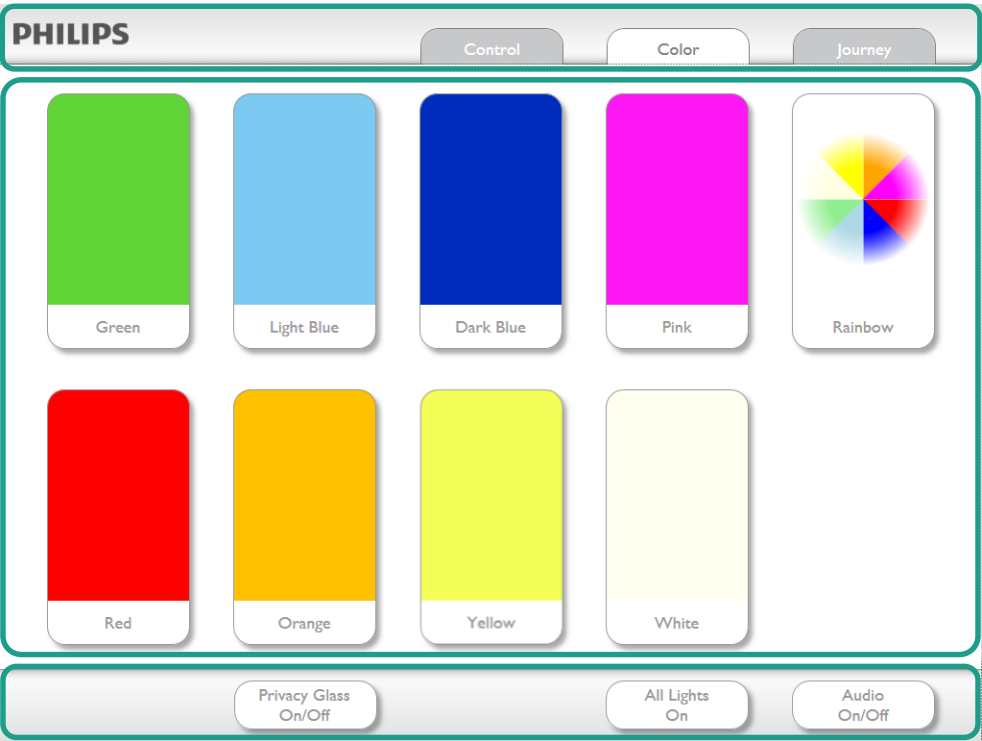 PHILIPS
Control
Color
Journey
Green
Light Blue
Dark Blue
Pink
Rainbow
Red
Orange
Yellow
White
Privacy Glass
On/Off
All Lights
On
Audio
On/Off